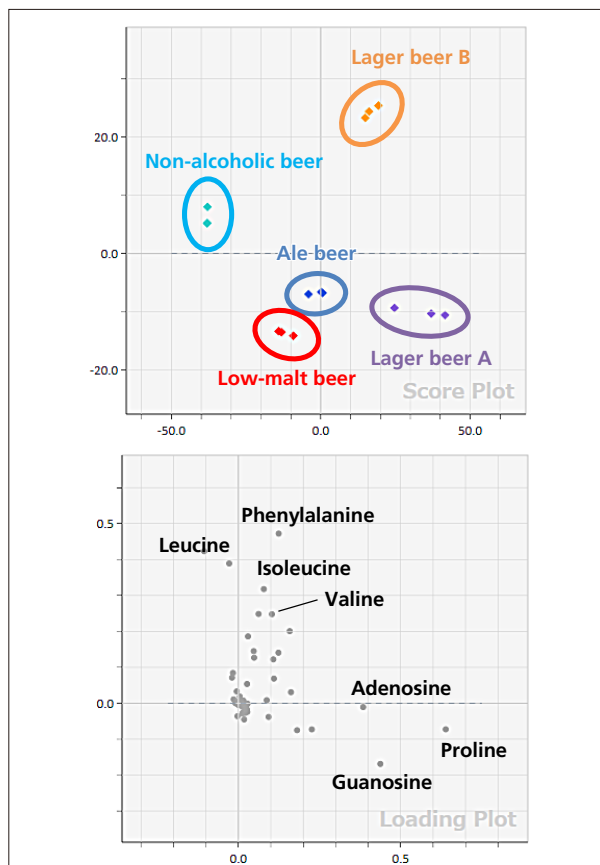 Lager beer B
20.0
Non-alcoholic beer
Ale beer
0.0
Lager beer A
Low-malt beer
-20.0
Score Plot
-50.0 0.0 50.0
Phenylalanine
0.5
Leucine
Isoleucine
Valine
Adenosine
0.0
Proline
Guanosine
Loading Plot
0.0 0.5